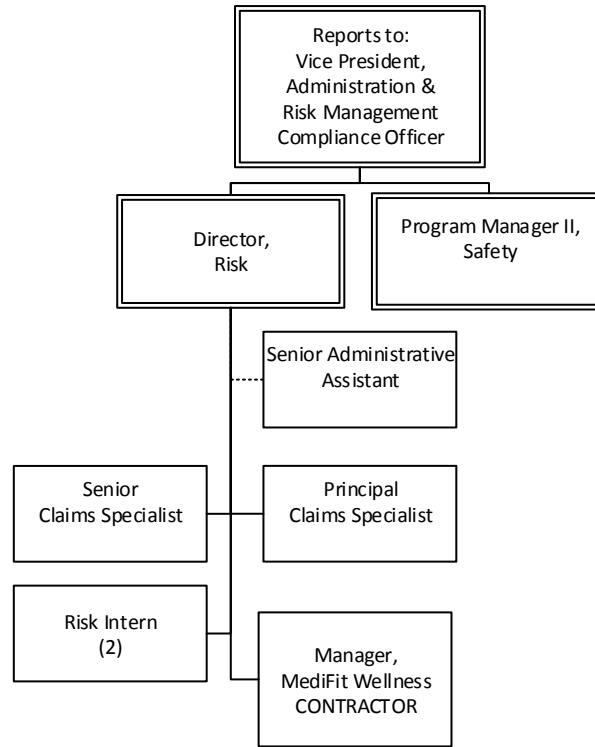 Reports to:
Vice President,
Administration &
Risk Management
Compliance Officer
Director,
Risk
Program Manager II,
Safety
Senior Administrative
Assistant
Senior
Claims Specialist
Principal
Claims Specialist
Risk Intern
(2)
Manager,
MediFit Wellness
CONTRACTOR